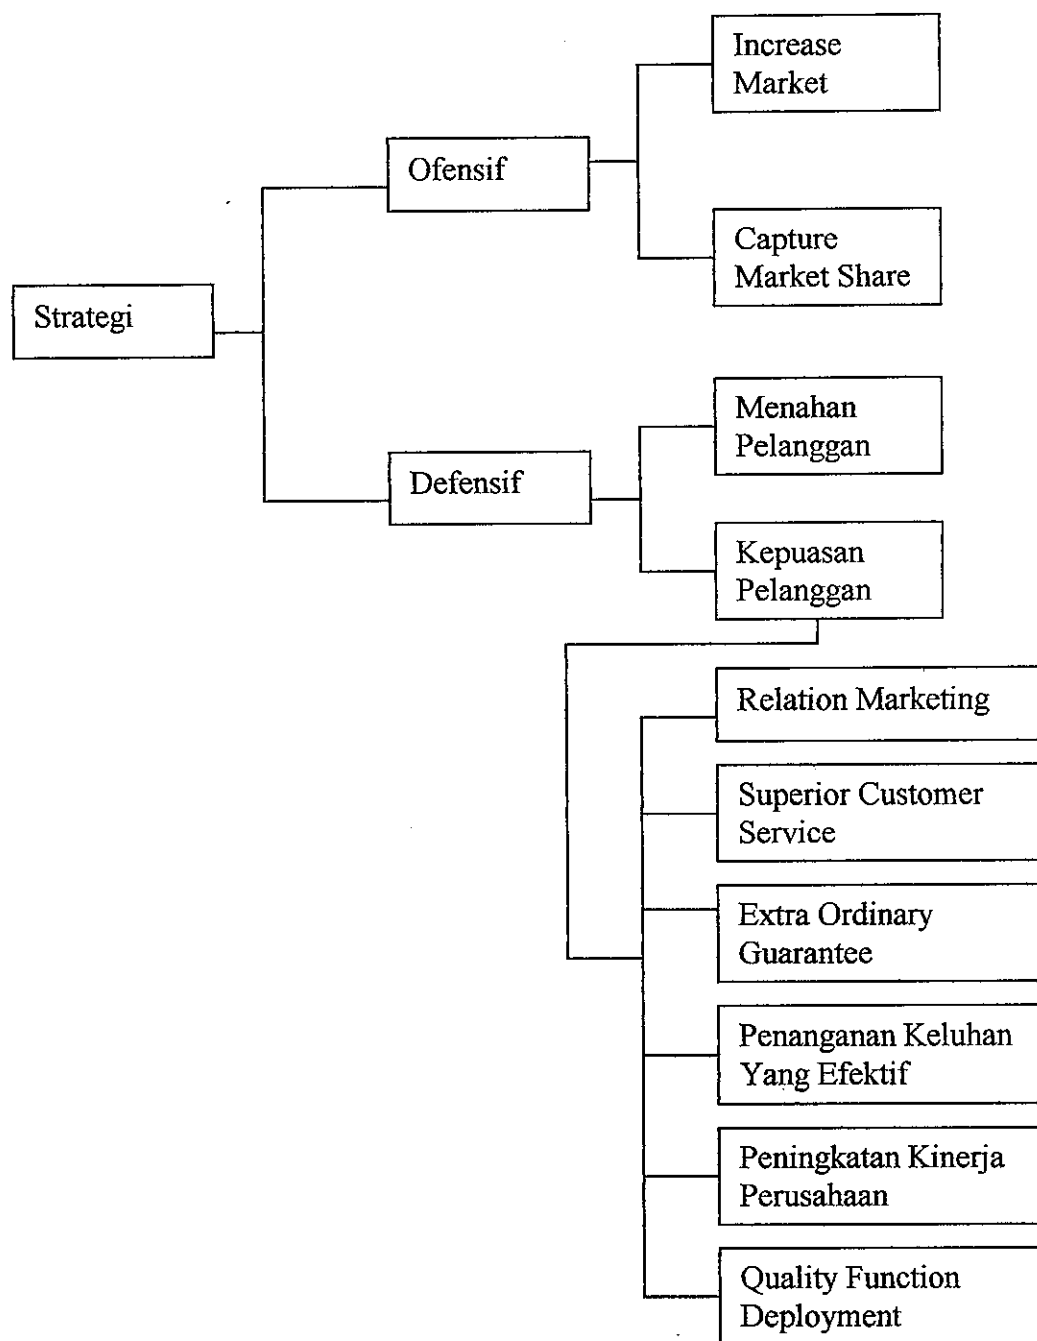 Increase
Market
Ofensif
Capture
Market Share
Strategi
Menahan
Pelanggan
Defensif
Kepuasan
Pelanggan
Relation Marketing
Superior Customer
Service
Extra Ordinary
Guarantee
Penanganan Keluhan
Yang Efektif
Peningkatan Kinerja
Perusahaan
Quality Function
Deployment